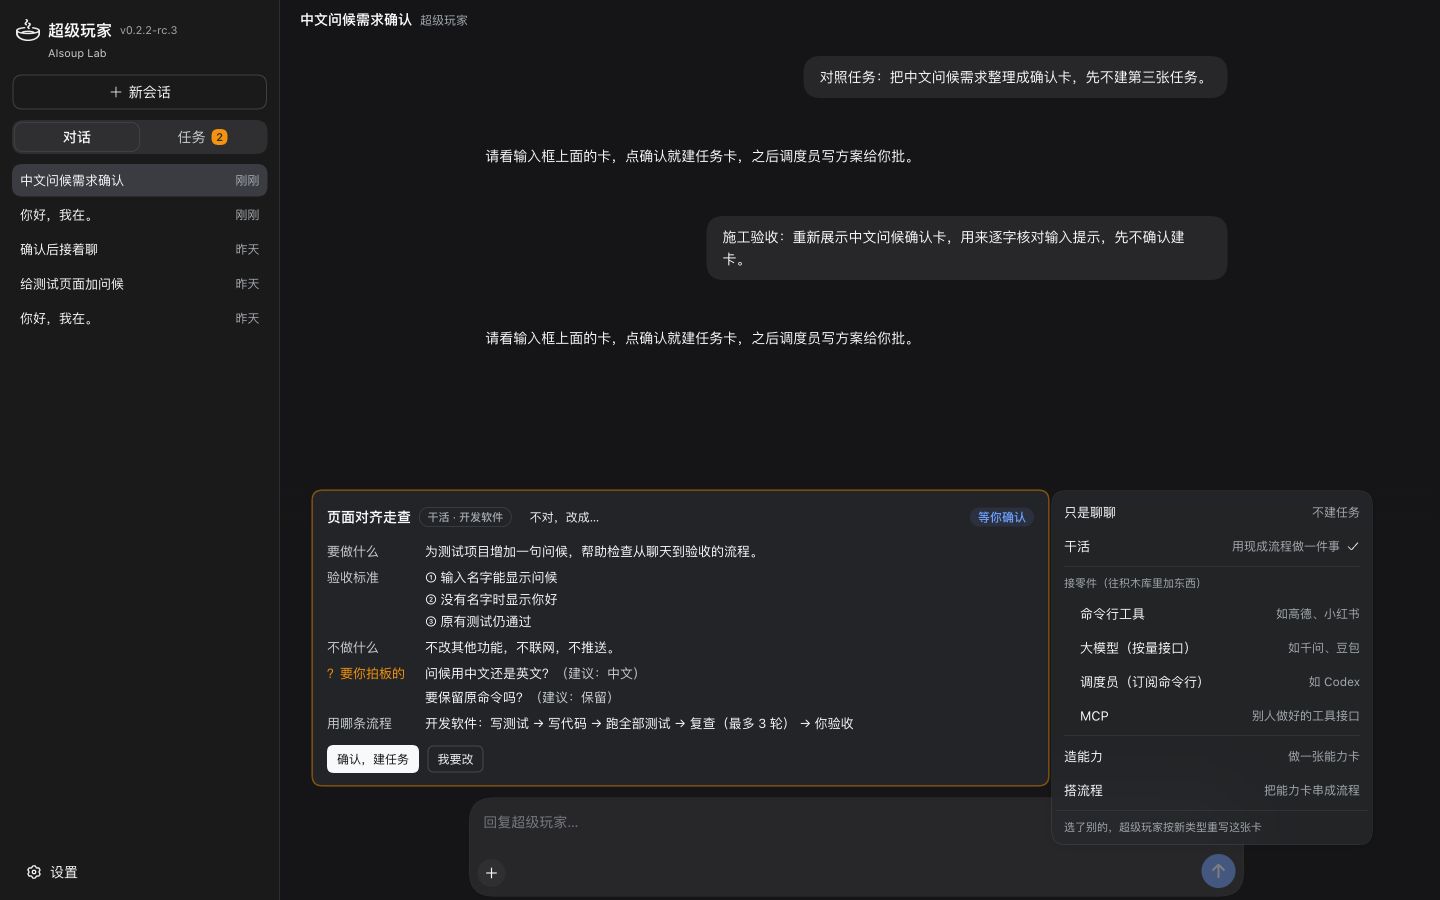 超级玩家 v0.2.2-rc.3
AIsoup Lab
+ 新会话
对话 任务 2
中文问候需求确认 刚刚
你好，我在。 刚刚
确认后接着聊 昨天
给测试页面加问候 昨天
你好，我在。 昨天
设置
中文问候需求确认 超级玩家
对照任务：把中文问候需求整理成确认卡，先不建第三张任务。
请看输入框上面的卡，点确认就建任务卡，之后调度员写方案给你批。
施工验收：重新展示中文问候确认卡，用来逐字核对输入提示，先不确认建
卡。
请看输入框上面的卡，点确认就建任务卡，之后调度员写方案给你批。
页面对齐走查 干活 · 开发软件 不对，改成... 等你确认
要做什么 为测试项目增加一句问候，帮助检查从聊天到验收的流程。
验收标准 ① 输入名字能显示问候
② 没有名字时显示你好
③ 原有测试仍通过
不做什么 不改其他功能，不联网，不推送。
? 要你拍板的 问候用中文还是英文？（建议：中文）
要保留原命令吗？（建议：保留）
用哪条流程 开发软件：写测试 → 写代码 → 跑全部测试 → 复查（最多 3 轮） → 你验收
确认，建任务 我要改
只是聊聊 不建任务
干活 用现成流程做一件事 ✓
接零件（往积木库里加东西）
命令行工具 如高德、小红书
大模型（按量接口） 如千问、豆包
调度员（订阅命令行） 如 Codex
MCP 别人做好的工具接口
造能力 做一张能力卡
搭流程 把能力卡串成流程
选了别的，超级玩家按新类型重写这张卡
回复超级玩家...